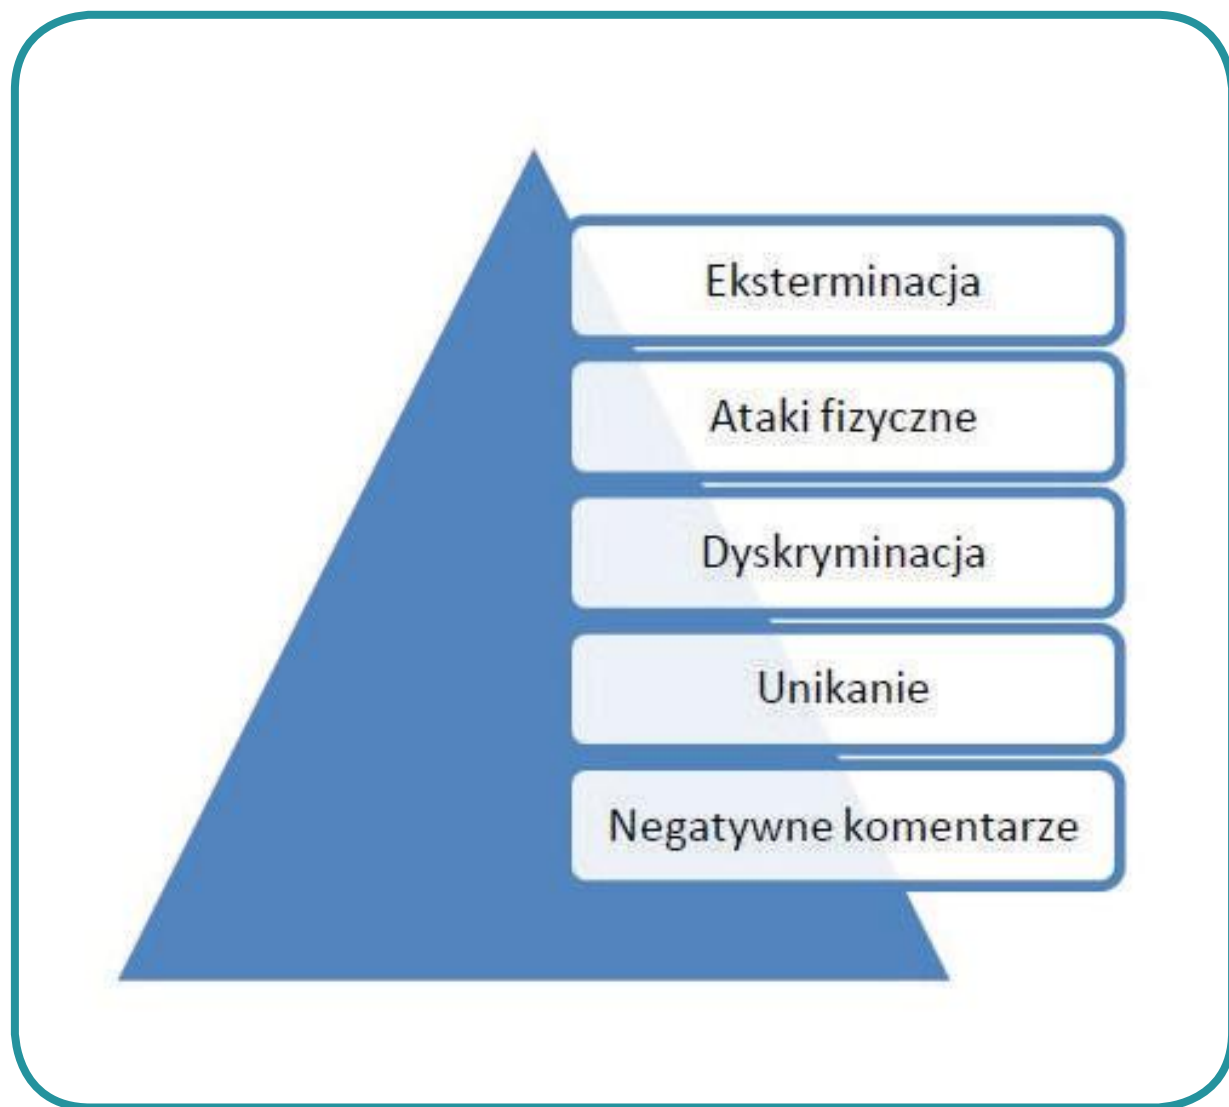 Eksterminacja
Ataki fizyczne
Dyskryminacja
Unikanie
Negatywne komentarze